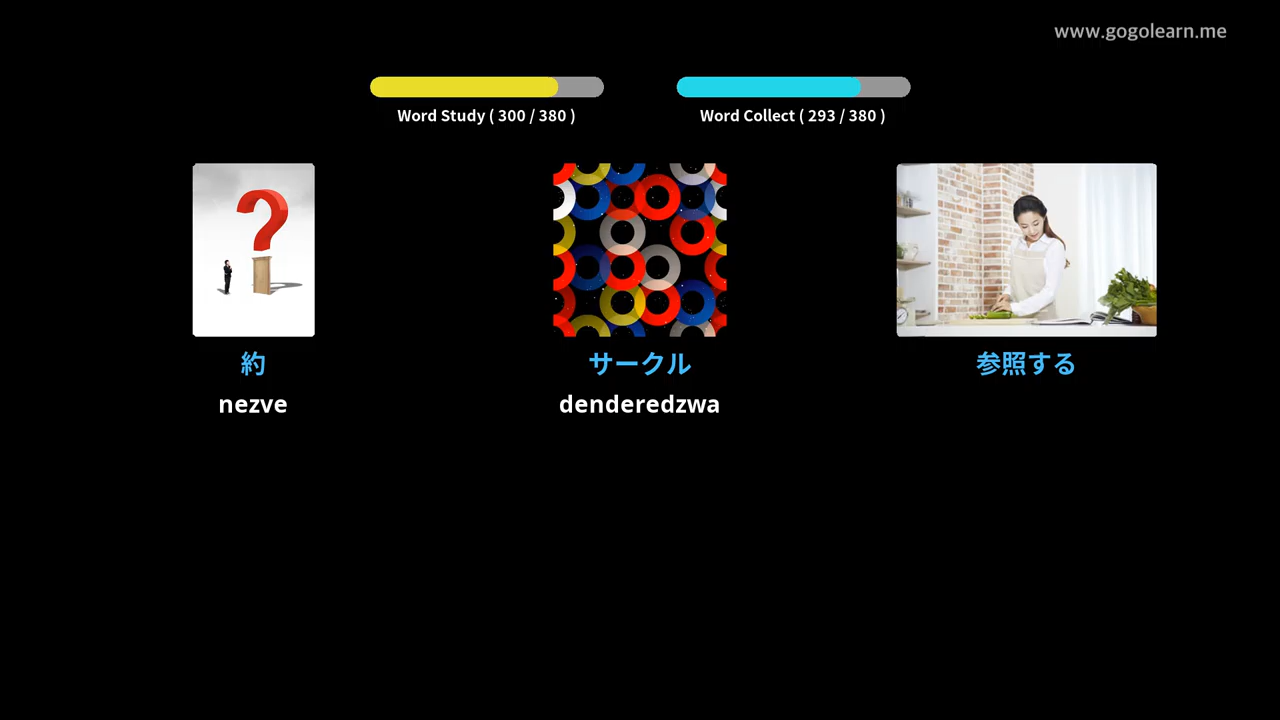 www.gogolearn.me
Word Study ( 300 / 380 )
Word Collect ( 293 / 380 )
約
サークル
参照する
nezve
denderedzwa